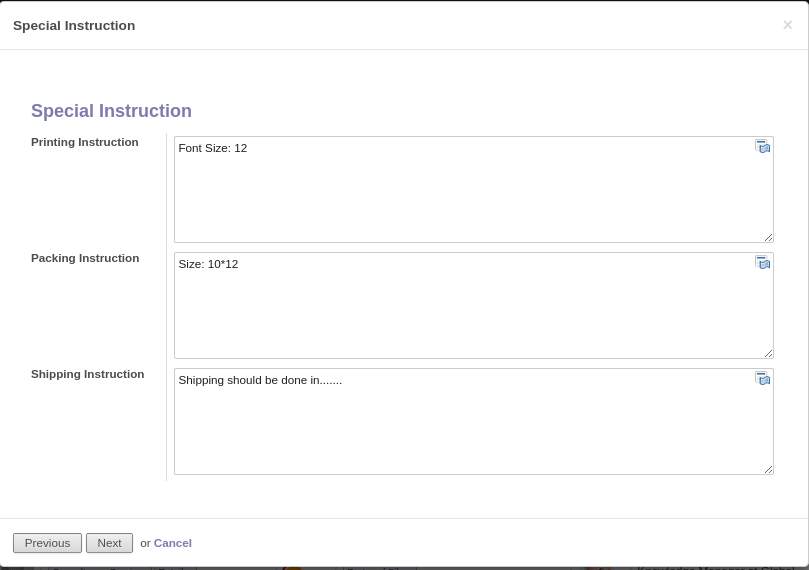 Special Instruction
×
Special Instruction
Printing Instruction
Font Size: 12
Packing Instruction
Size: 10*12
Shipping Instruction
Shipping should be done in.......
Previous
Next
or Cancel